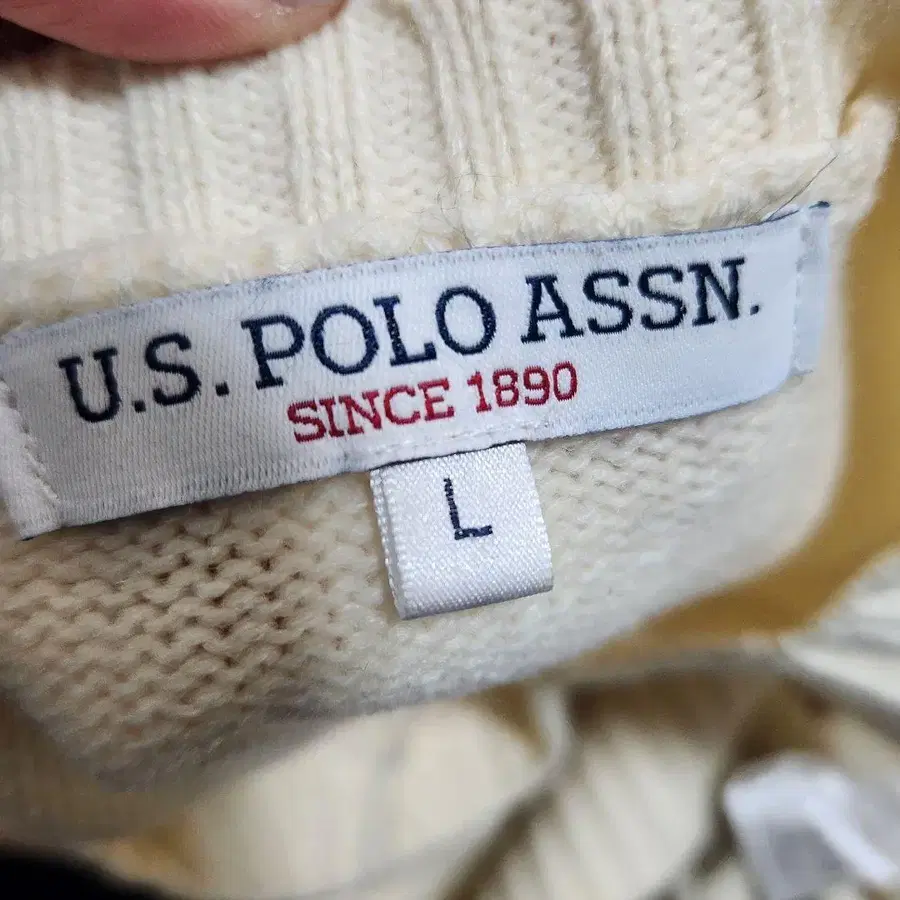 U.S. POLO ASSN.
SINCE 1890
L